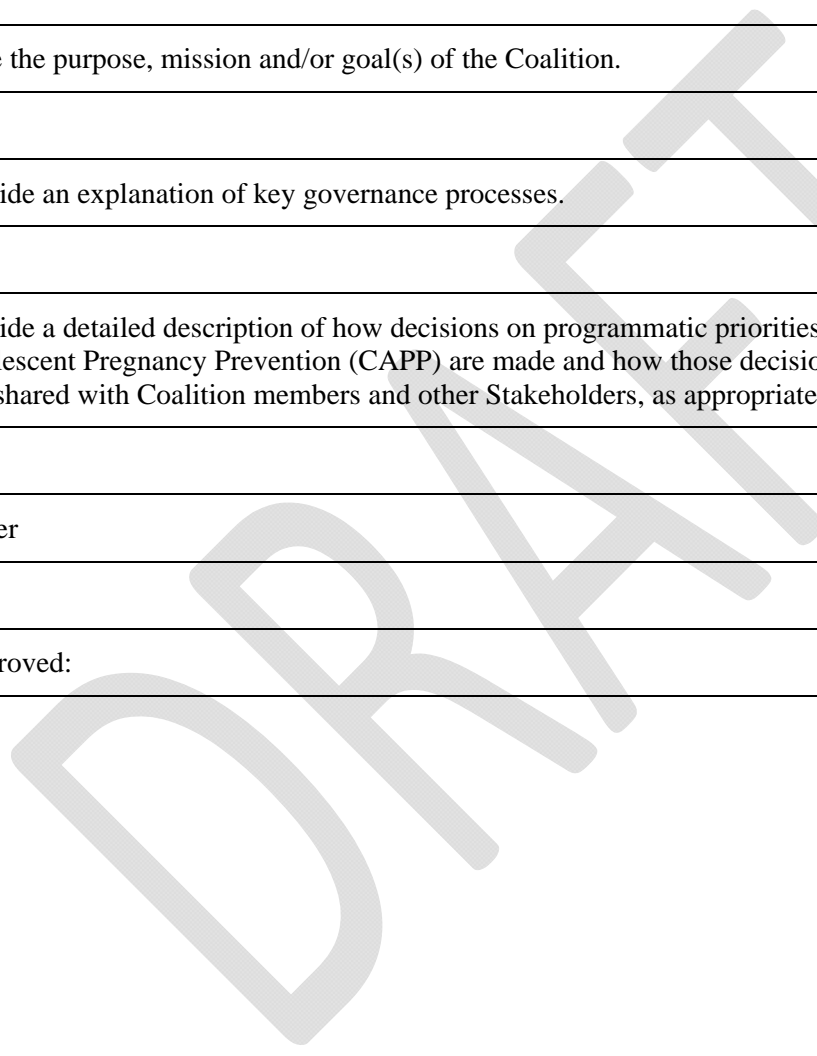 e the purpose, mission and/or goal(s) of the Coalition.
ide an explanation of key governance processes.
ide a detailed description of how decisions on programmatic priorities
escent Pregnancy Prevention (CAPP) are made and how those decisio
shared with Coalition members and other Stakeholders, as appropriate
er
roved:
DRAFT